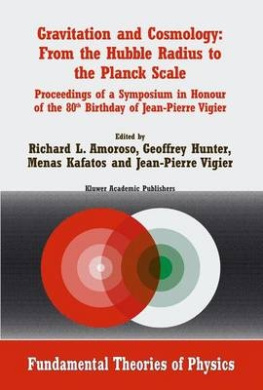 Gravitation and Cosmology:
From the Hubble Radius to
the Planck Scale
Proceedings of a Symposium in Honour
of the 80th Birthday of Jean-Pierre Vigier
Edited by
Richard L. Amoroso, Geoffrey Hunter,
Menas Kafatos and Jean-Pierre Vigier
Kluwer Academic Publishers
Fundamental Theories of Physics